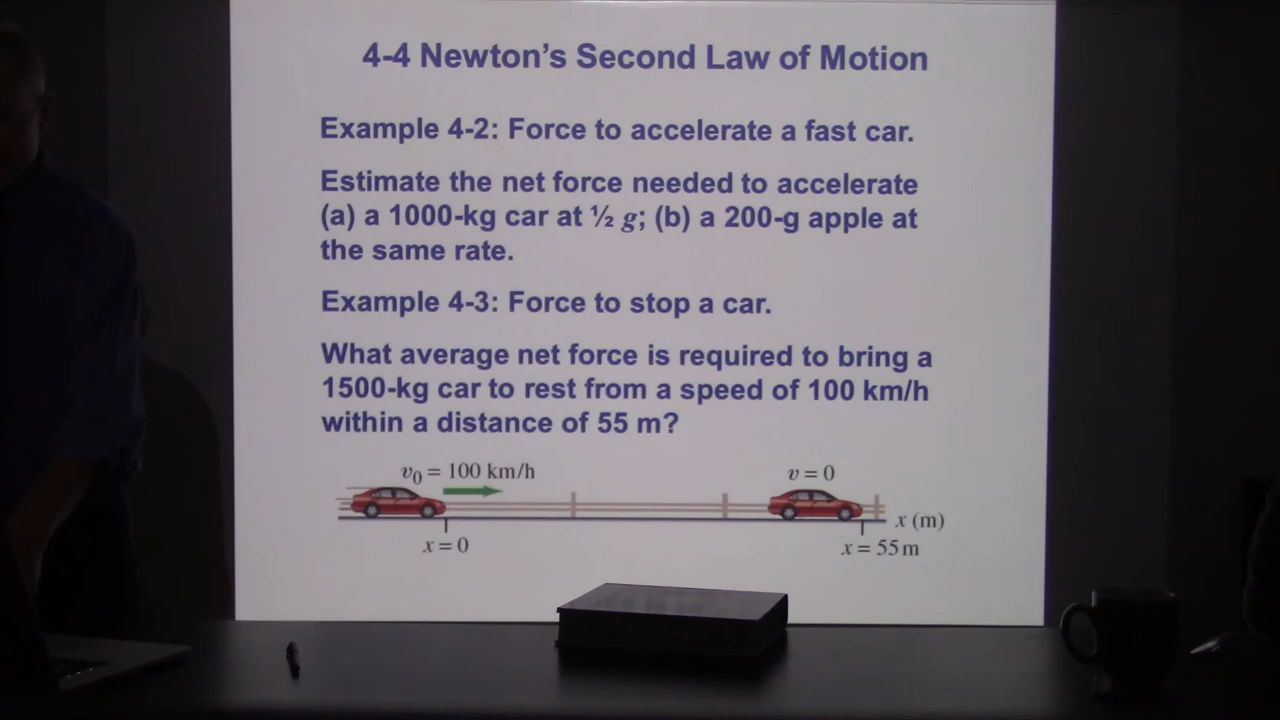 4-4 Newton's Second Law of Motion
Example 4-2: Force to accelerate a fast car.
Estimate the net force needed to accelerate
(a) a 1000-kg car at ½ g; (b) a 200-g apple at
the same rate.
Example 4-3: Force to stop a car.
What average net force is required to bring a
1500-kg car to rest from a speed of 100 km/h
within a distance of 55 m?
v₀ = 100 km/h
v = 0
x (m)
x = 0
x = 55 m